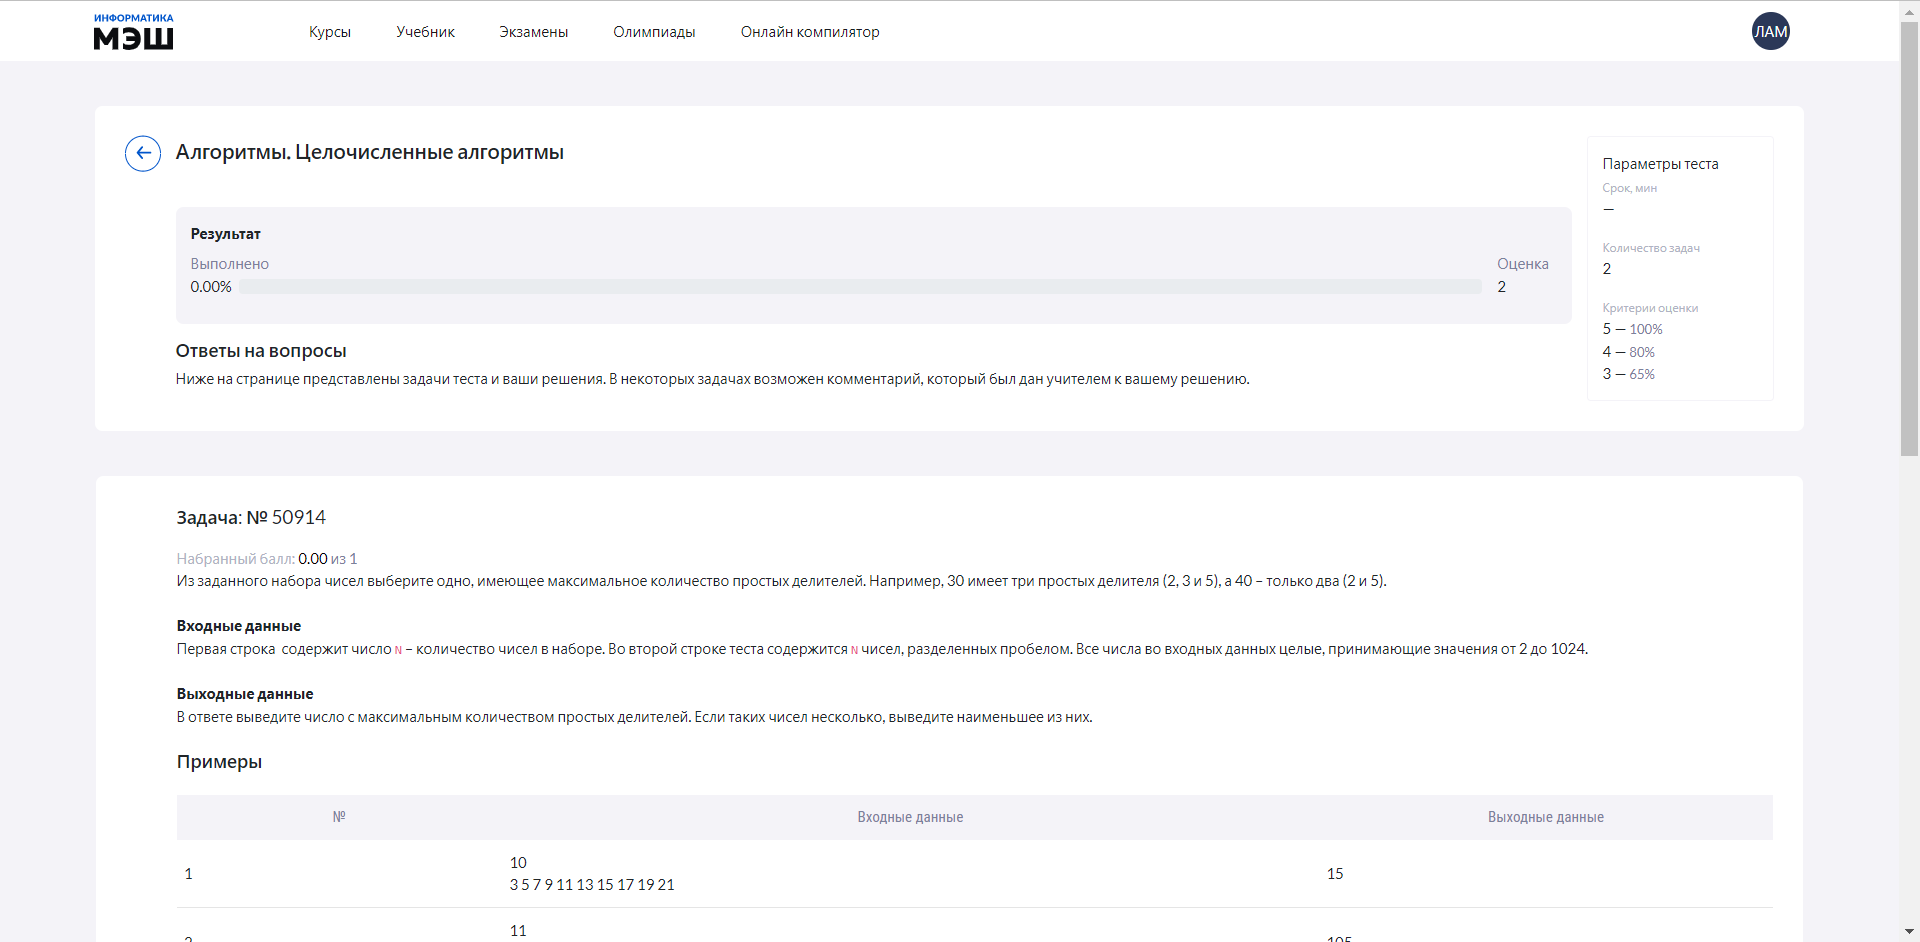 ИНФОРМАТИКА
МЭШ
Курсы
Учебник
Экзамены
Олимпиады
Онлайн компилятор
ЛАМ
Алгоритмы. Целочисленные алгоритмы
Результат
Выполнено
0.00%
Оценка
2
Ответы на вопросы
Ниже на странице представлены задачи теста и ваши решения. В некоторых задачах возможен комментарий, который был дан учителем к вашему решению.
Параметры теста
Срок, мин
—
Количество задач
2
Критерии оценки
5 — 100%
4 — 80%
3 — 65%
Задача: № 50914
Набранный балл: 0.00 из 1
Из заданного набора чисел выберите одно, имеющее максимальное количество простых делителей. Например, 30 имеет три простых делителя (2, 3 и 5), а 40 – только два (2 и 5).
Входные данные
Первая строка содержит число N – количество чисел в наборе. Во второй строке теста содержится N чисел, разделенных пробелом. Все числа во входных данных целые, принимающие значения от 2 до 1024.
Выходные данные
В ответе выведите число с максимальным количеством простых делителей. Если таких чисел несколько, выведите наименьшее из них.
Примеры
№ Входные данные Выходные данные
10
1 15
3 5 7 9 11 13 15 17 19 21
11
2 105